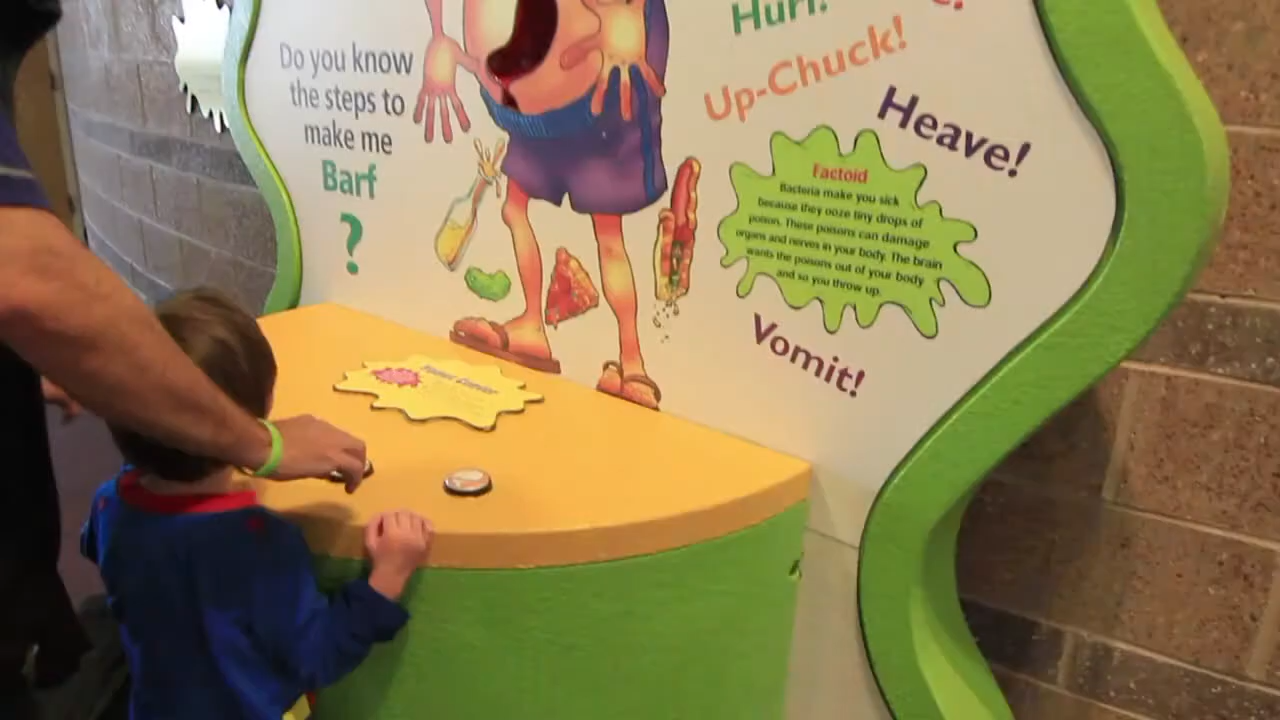 Do you know
the steps to
make me
Barf
?
Hurl!
Up-Chuck!
Heave!
Factoid
Bacteria make you sick
because they ooze tiny drops of
poison. These poisons can damage
organs and nerves in your body. The brain
wants the poisons out of your body
and so you throw up.
Vomit!